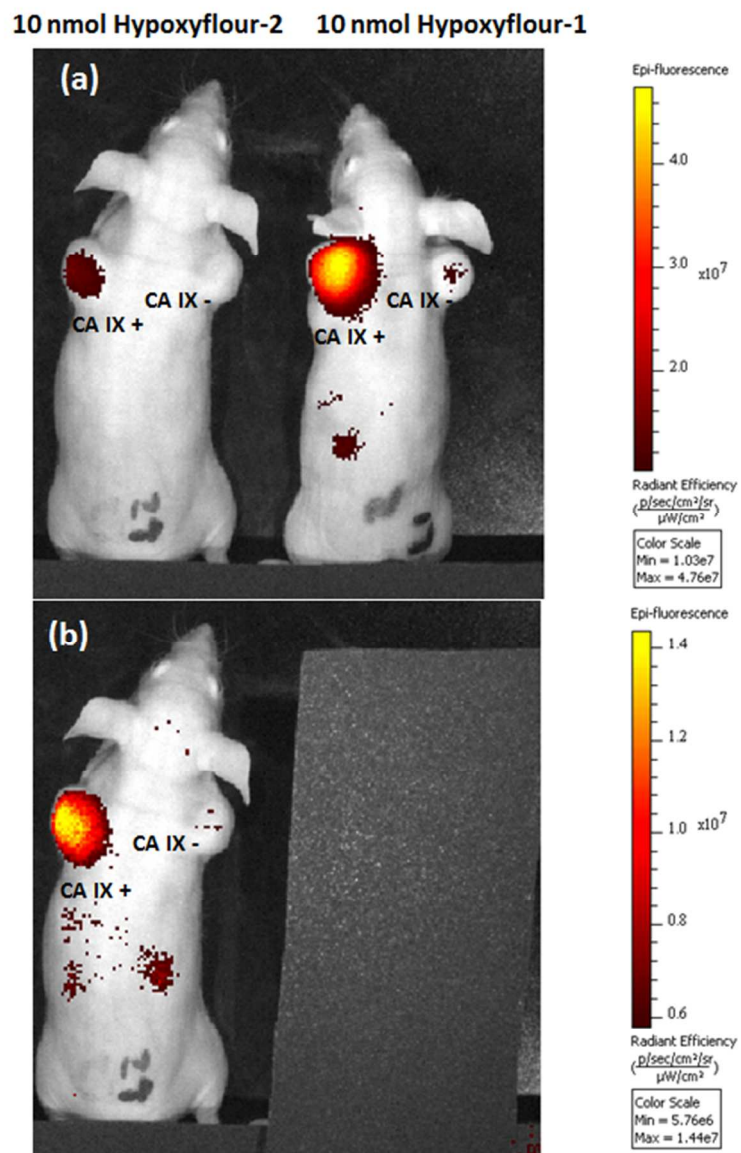 10 nmol Hypoxyflour-2 10 nmol Hypoxyflour-1
(a)
CA IX +
CA IX -
CA IX +
CA IX -
Epi-fluorescence
4.0
3.0
x10⁷
2.0
Radiant Efficiency
(p/sec/cm²/sr
µW/cm²)
Color Scale
Min = 1.03e7
Max = 4.76e7
(b)
CA IX -
CA IX +
Epi-fluorescence
1.4
1.2
1.0
x10⁷
0.8
0.6
Radiant Efficiency
(p/sec/cm²/sr
µW/cm²)
Color Scale
Min = 5.76e6
Max = 1.44e7